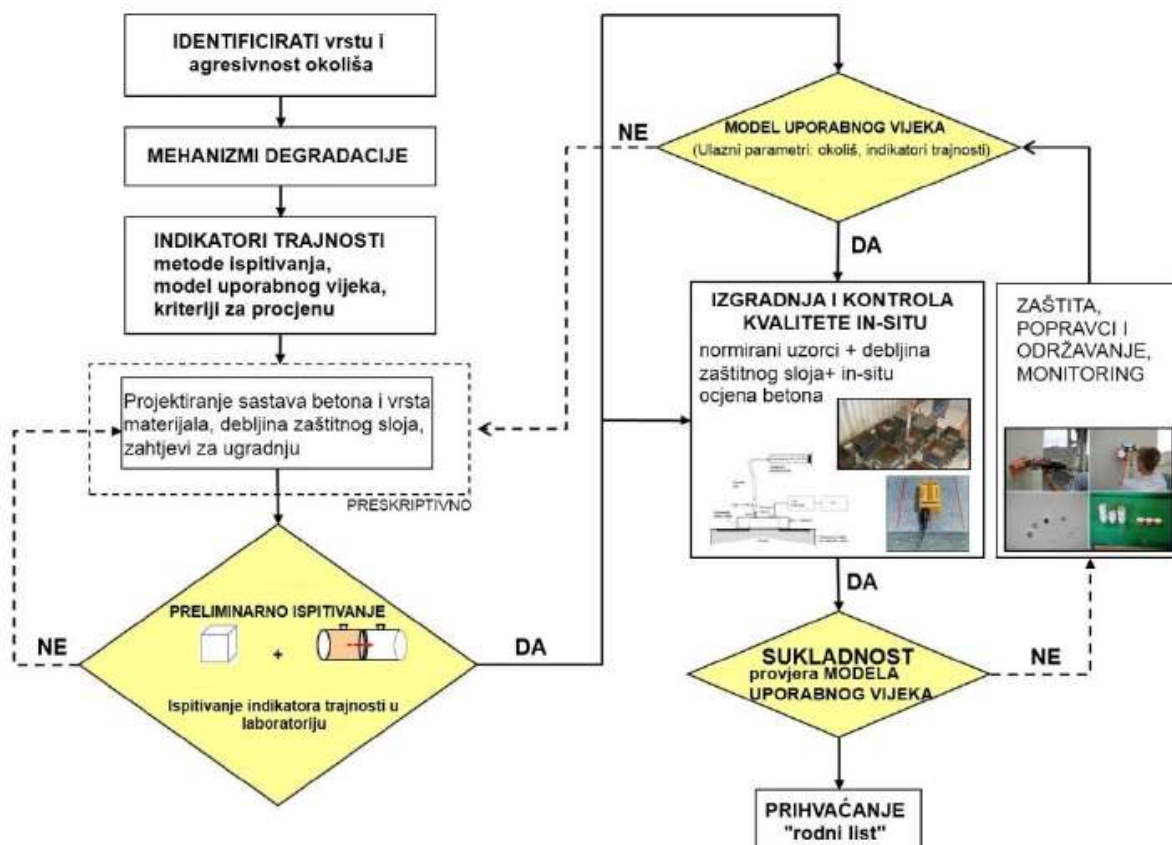 IDENTIFICIRATI vrstu i
agresivnost okoliša
MEHANIZMI DEGRADACIJE
INDIKATORI TRAJNOSTI
metode ispitivanja,
model uporabnog vijeka,
kriteriji za procjenu
Projektiranje sastava betona i vrsta
materijala, debljina zaštitnog sloja,
zahtjevi za ugradnju
PRESKRIPTIVNO
PRELIMINARNO ISPITIVANJE
+
Ispitivanje indikatora trajnosti u
laboratoriju
NE
DA
MODEL UPORABNOG VIJEKA
(Ulazni parametri: okoliš, indikatori trajnosti)
NE
DA
IZGRADNJA I KONTROLA
KVALITETE IN-SITU
normirani uzorci + debljina
zaštitnog sloja+ in-situ
ocjena betona
DA
ZAŠTITA,
POPRAVCI I
ODRŽAVANJE,
MONITORING
SUKLADNOST
provjera MODELA
UPORABNOG VIJEKA
NE
PRIHVAĆANJE
"rodni list"